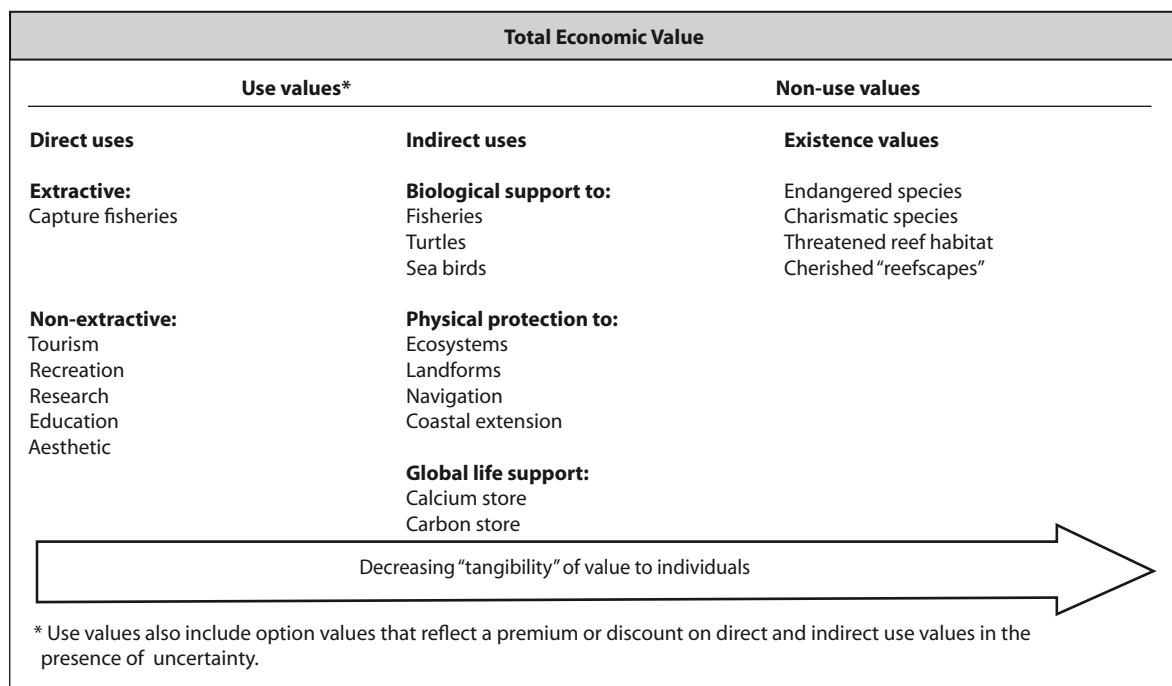 Total Economic Value
Use values*
Non-use values
Direct uses
Indirect uses
Existence values
Extractive:
Capture fisheries
Biological support to:
Fisheries
Turtles
Sea birds
Endangered species
Charismatic species
Threatened reef habitat
Cherished “reefscapes”
Non-extractive:
Tourism
Recreation
Research
Education
Aesthetic
Physical protection to:
Ecosystems
Landforms
Navigation
Coastal extension
Global life support:
Calcium store
Carbon store
Decreasing “tangibility” of value to individuals
* Use values also include option values that reflect a premium or discount on direct and indirect use values in the
presence of uncertainty.